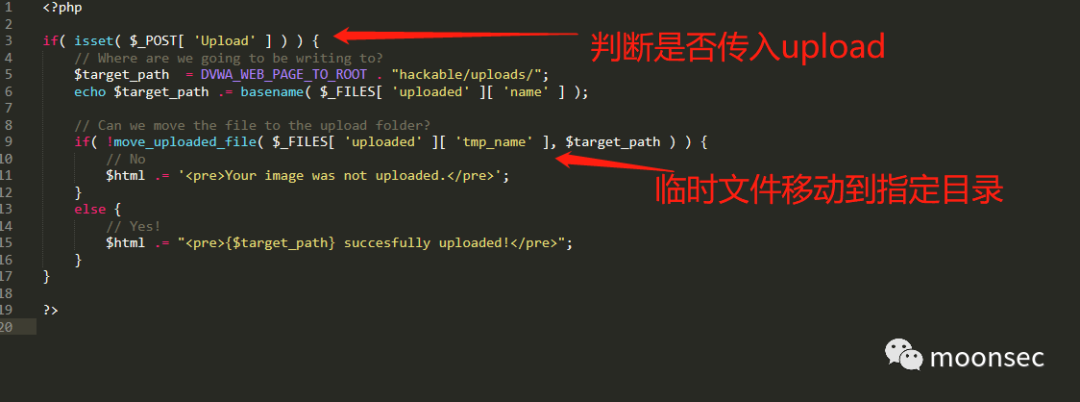 1 <?php
2
3 if( isset( $_POST[ 'Upload' ] ) ) {
判断是否传入upload
4 // Where are we going to be writing to?
5 $target_path  = DVWA_WEB_PAGE_TO_ROOT . "hackable/uploads/";
6 echo $target_path .= basename( $_FILES[ 'uploaded' ][ 'name' ] );
7
8 // Can we move the file to the upload folder?
9 if( !move_uploaded_file( $_FILES[ 'uploaded' ][ 'tmp_name' ], $target_path ) ) {
10 // No
11 $html .= '<pre>Your image was not uploaded.</pre>';
临时文件移动到指定目录
12 }
13 else {
14 // Yes!
15 $html .= "<pre>{$target_path} succesfully uploaded!</pre>";
16 }
17 }
18
19 ?>
20
moonsec